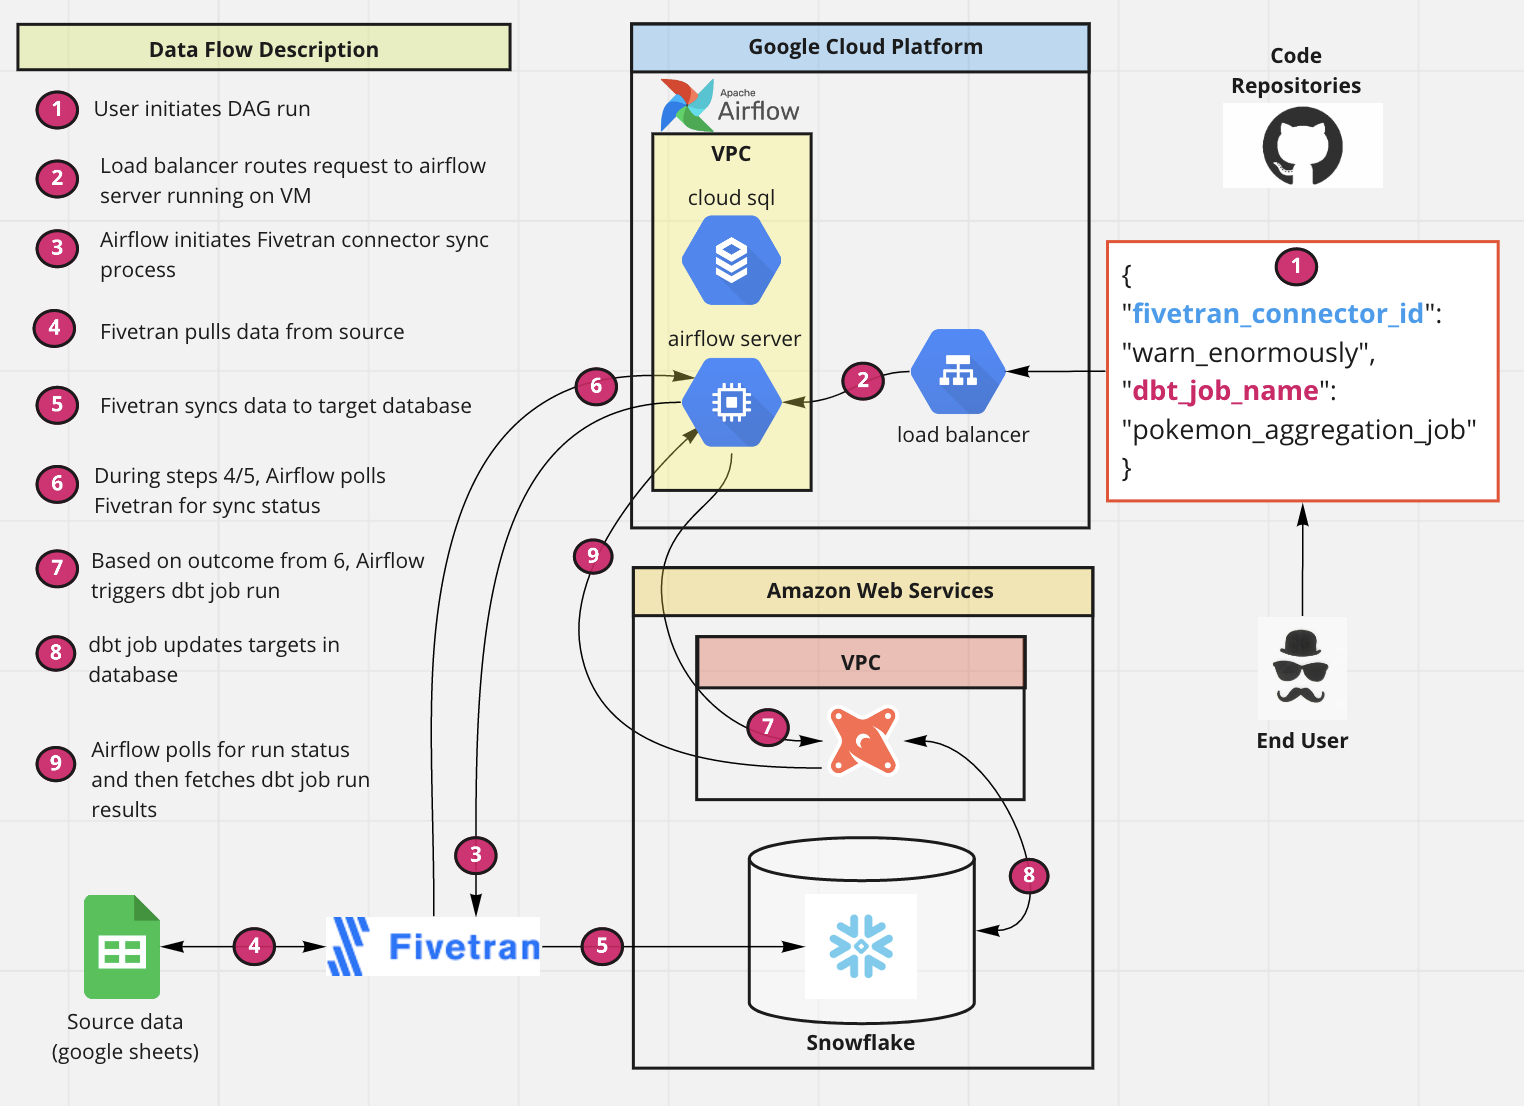 Data Flow Description
1 User initiates DAG run
2 Load balancer routes request to airflow
server running on VM
3 Airflow initiates Fivetran connector sync
process
4 Fivetran pulls data from source
5 Fivetran syncs data to target database
6 During steps 4/5, Airflow polls
Fivetran for sync status
7 Based on outcome from 6, Airflow
triggers dbt job run
8 dbt job updates targets in
database
9 Airflow polls for run status
and then fetches dbt job run
results
Google Cloud Platform
Apache
Airflow
VPC
cloud sql
airflow server
6
2
load balancer
9
Code
Repositories
1
{
"fivetran_connector_id":
"warn_enormously",
"dbt_job_name":
"pokemon_aggregation_job"
}
End User
Amazon Web Services
VPC
7
3
8
4
Fivetran
5
Source data
(google sheets)
Snowflake